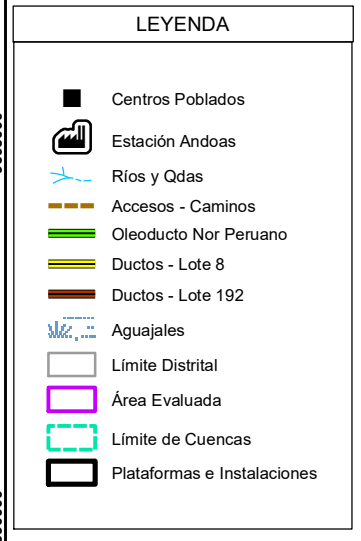 LEYENDA
Centros Poblados
Estación Andoas
Ríos y Qdas
Accesos - Caminos
Oleoducto Nor Peruano
Ductos - Lote 8
Ductos - Lote 192
Aguajales
Límite Distrital
Área Evaluada
Límite de Cuencas
Plataformas e Instalaciones